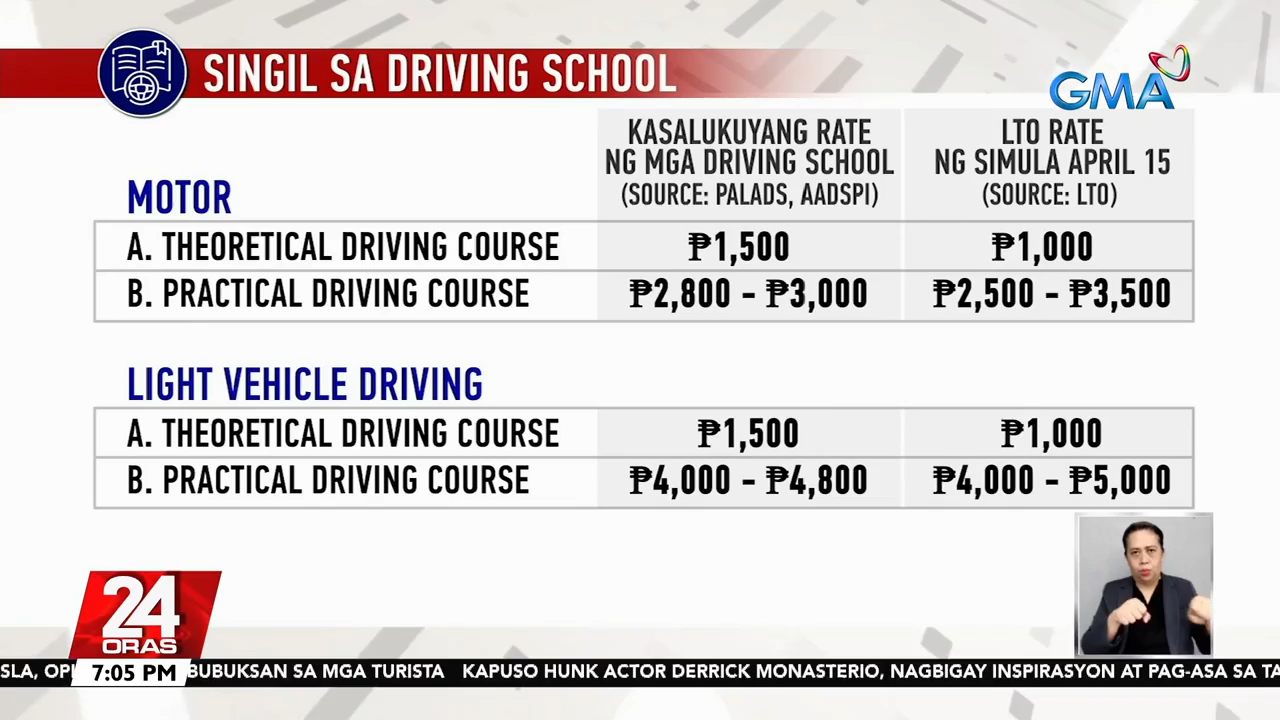 SINGIL SA DRIVING SCHOOL
GMA
KASALUKUYANG RATE
NG MGA DRIVING SCHOOL
(SOURCE: PALADS, AADSPI)
LTO RATE
NG SIMULA APRIL 15
(SOURCE: LTO)
MOTOR
A. THEORETICAL DRIVING COURSE ₱1,500 ₱1,000
B. PRACTICAL DRIVING COURSE ₱2,800 - ₱3,000 ₱2,500 - ₱3,500
LIGHT VEHICLE DRIVING
A. THEORETICAL DRIVING COURSE ₱1,500 ₱1,000
B. PRACTICAL DRIVING COURSE ₱4,000 - ₱4,800 ₱4,000 - ₱5,000
24
ORAS
7:05 PM
BUBUKSAN SA MGA TURISTA KAPUSO HUNK ACTOR DERRICK MONASTERIO, NAGBIGAY INSPIRASYON AT PAG-ASA SA